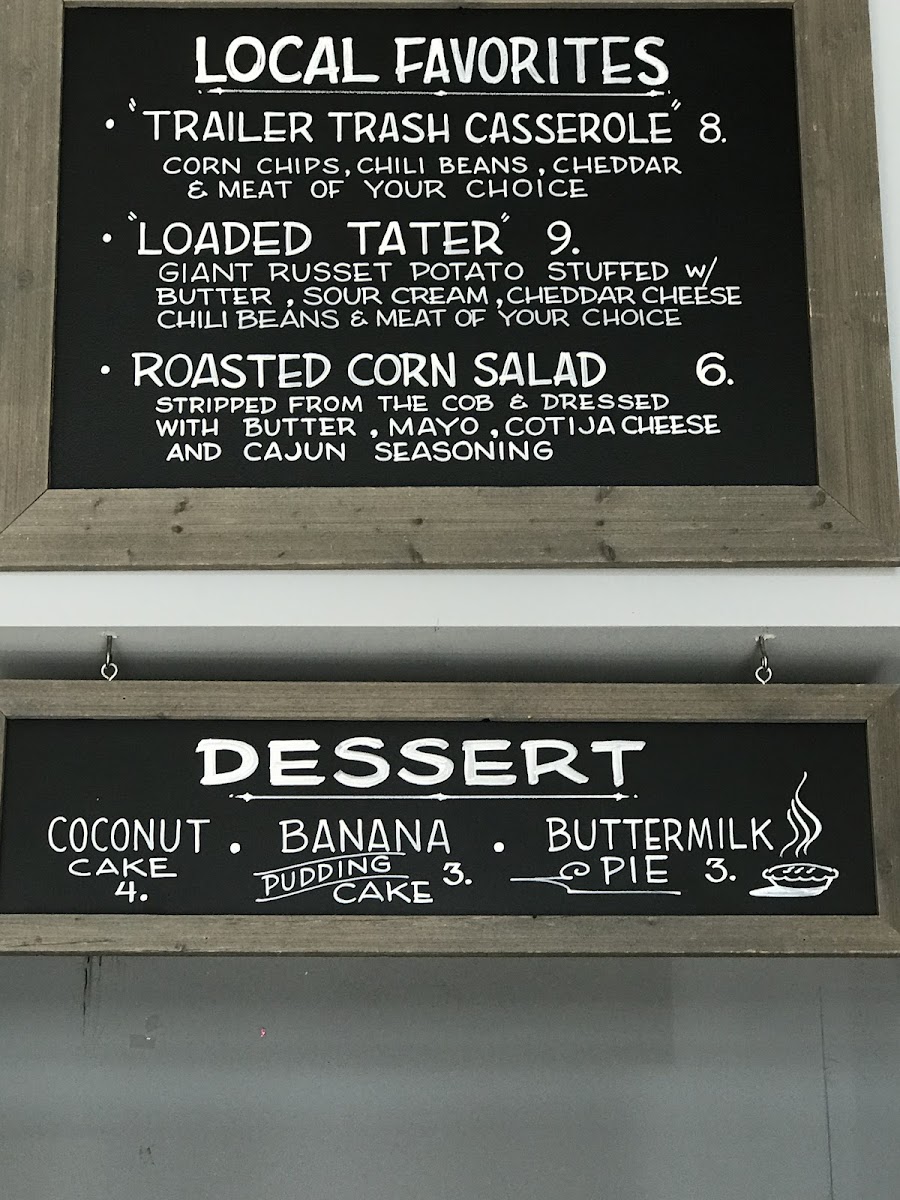 LOCAL FAVORITES
• "TRAILER TRASH CASSEROLE" 8.
CORN CHIPS, CHILI BEANS, CHEDDAR
& MEAT OF YOUR CHOICE
• "LOADED TATER" 9.
GIANT RUSSET POTATO STUFFED W/
BUTTER, SOUR CREAM, CHEDDAR CHEESE
CHILI BEANS & MEAT OF YOUR CHOICE
• ROASTED CORN SALAD 6.
STRIPPED FROM THE COB & DRESSED
WITH BUTTER, MAYO, COTIJA CHEESE
AND CAJUN SEASONING
DESSERT
COCONUT • BANANA • BUTTERMILK
CAKE PUDDING 3. PIE 3.
4. CAKE